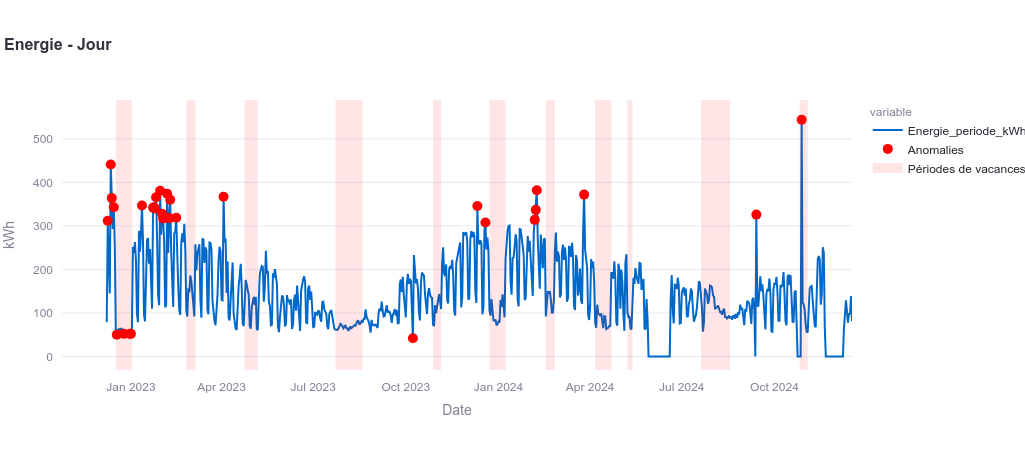 Energie - Jour
variable
Energie_periode_kWh
Anomalies
Périodes de vacances
kWh
500
400
300
200
100
0
Jan 2023
Apr 2023
Jul 2023
Oct 2023
Jan 2024
Apr 2024
Jul 2024
Oct 2024
Date